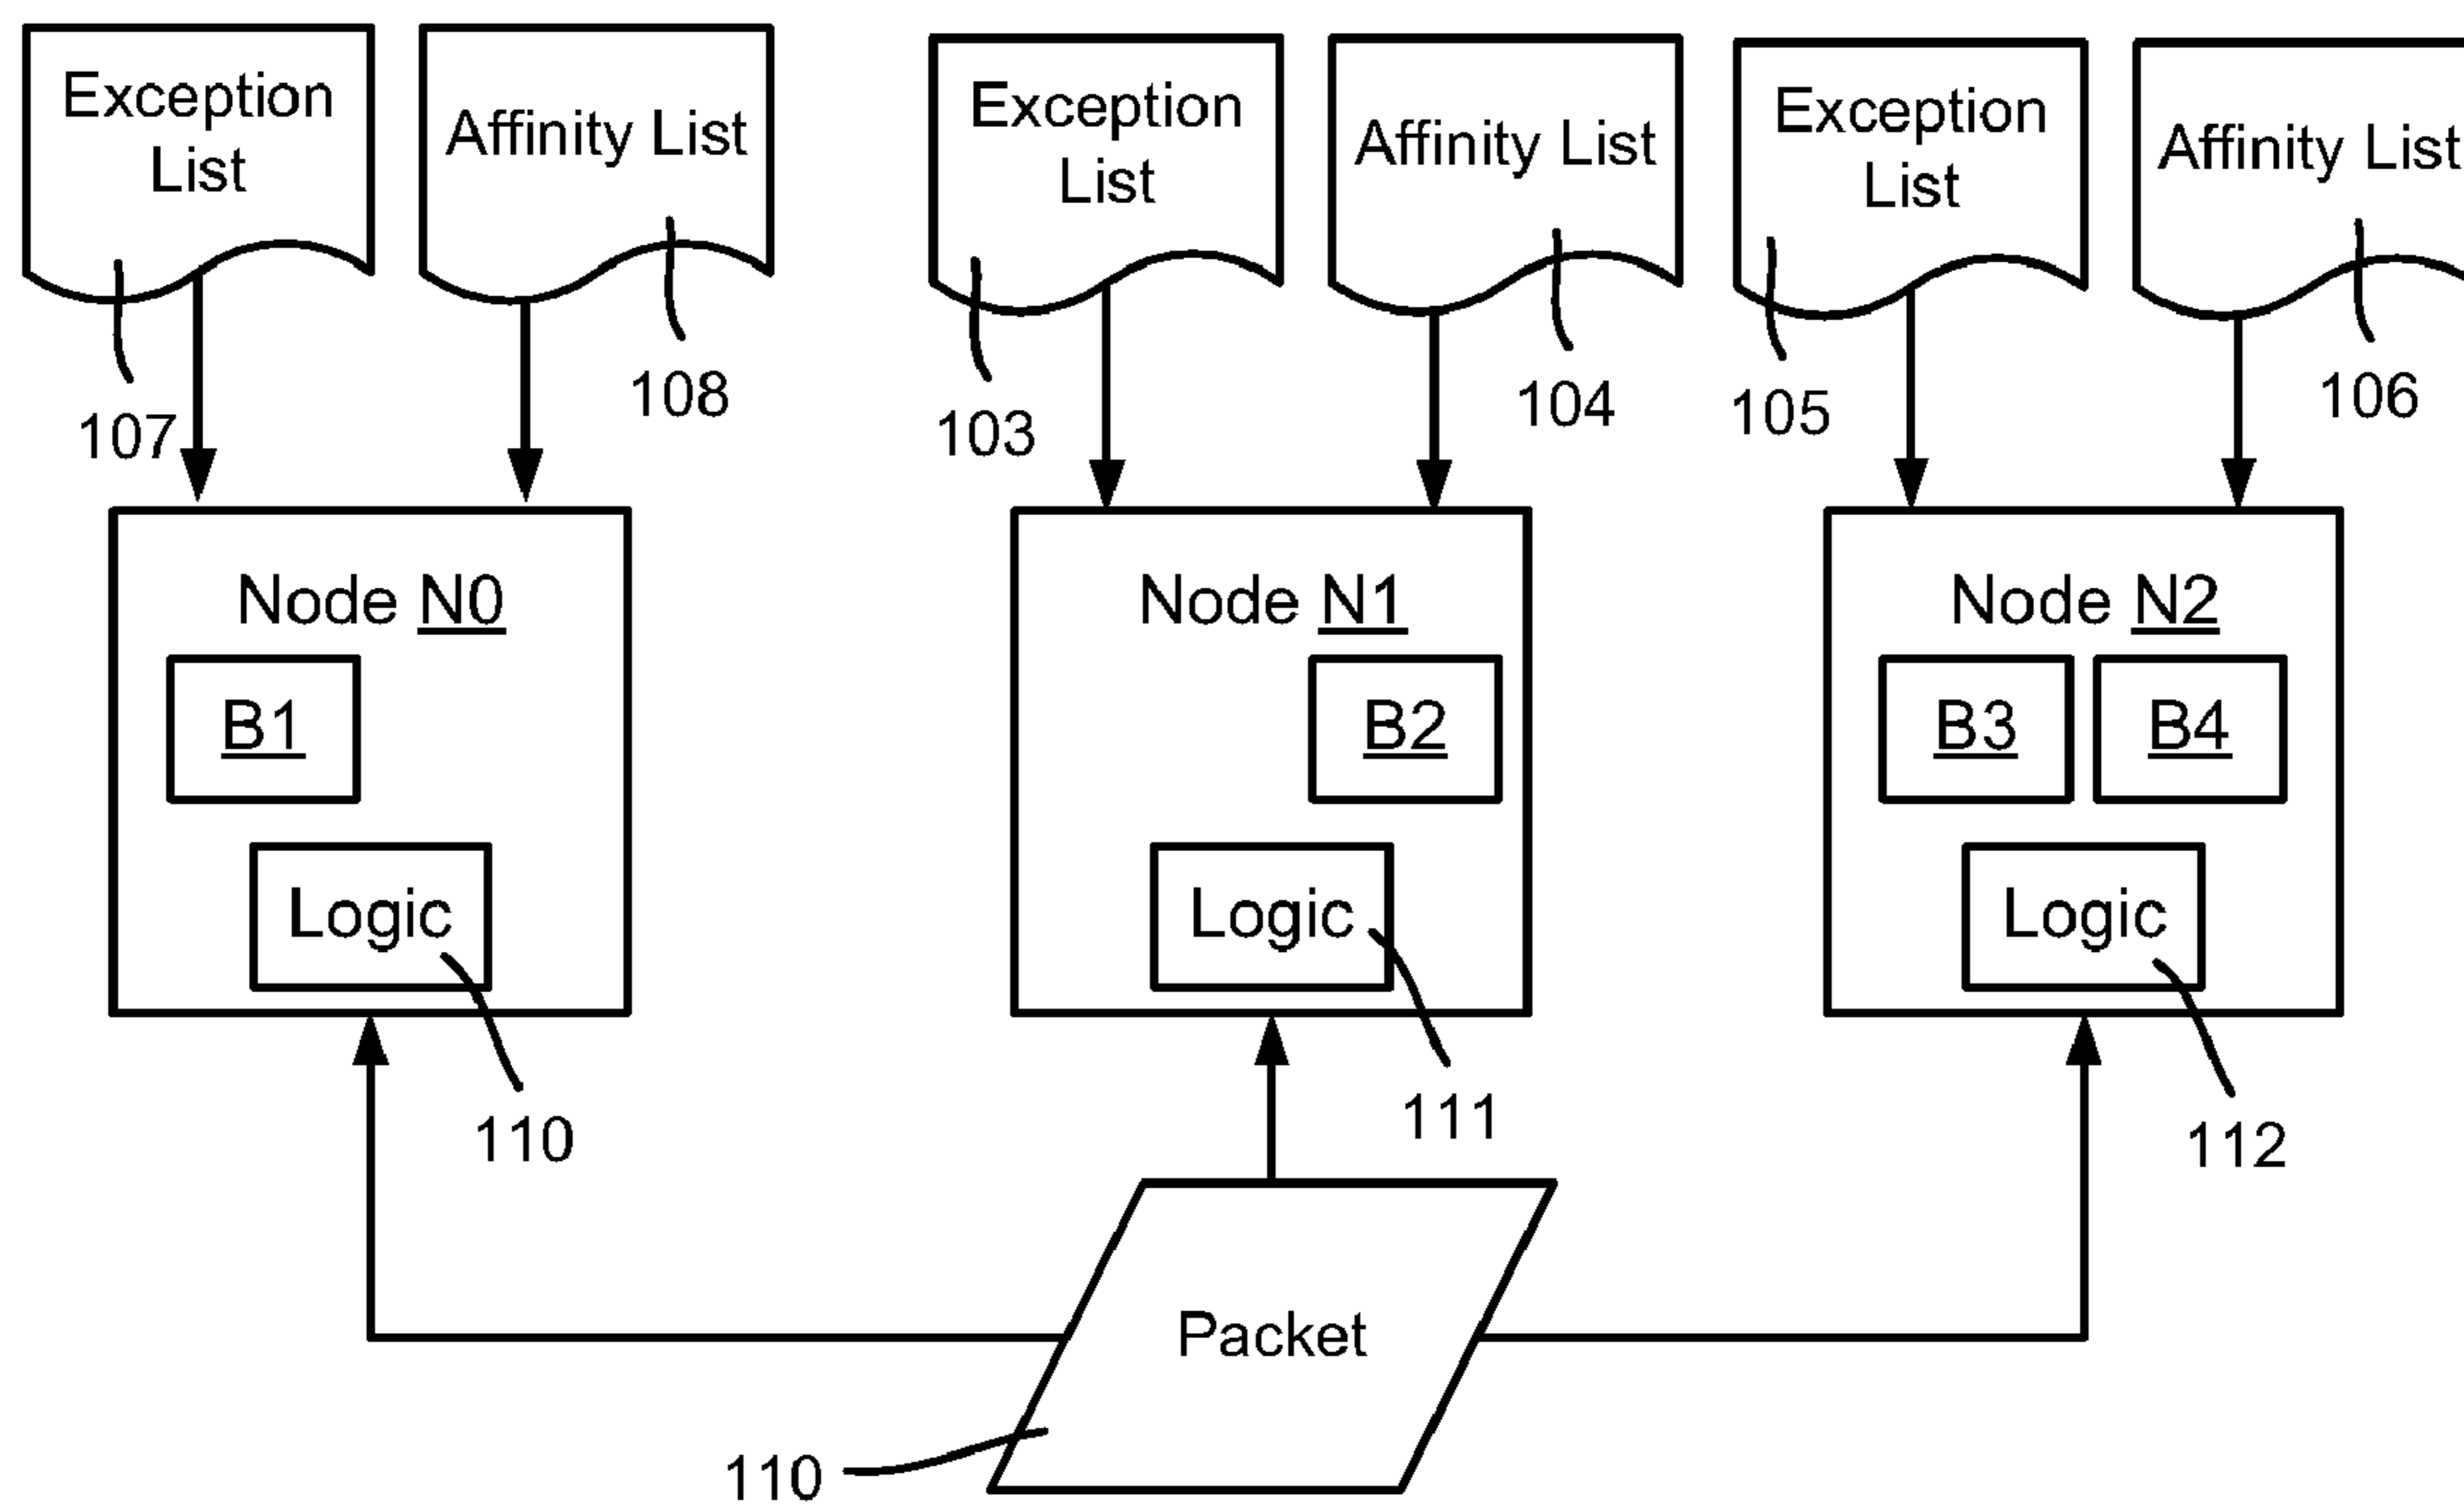 Exception
List
Affinity List
Exception
List
Affinity List
Exception
List
Affinity List
107
108
103
104
105
106
Node N0
B1
Logic
110
Node N1
B2
Logic
111
Node N2
B3
B4
Logic
112
Packet
110